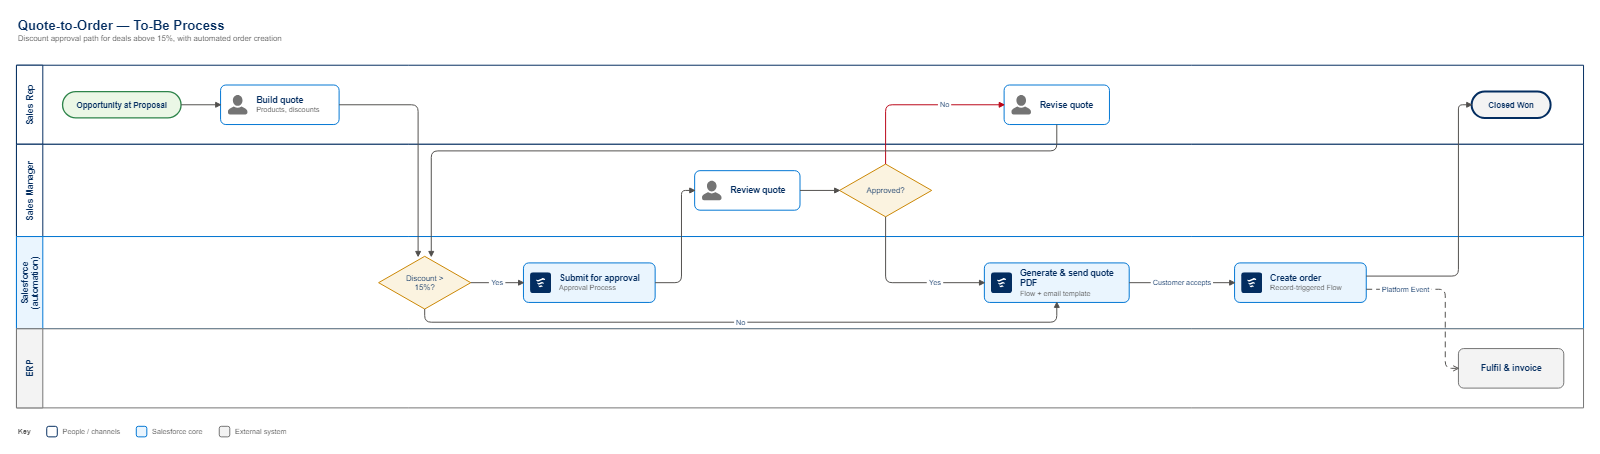 Quote-to-Order — To-Be Process
Discount approval path for deals above 15%, with automated order creation
Sales Rep
Opportunity at Proposal
Build quote
Products, discounts
No
Revise quote
Closed Won
Sales Manager
Review quote
Approved?
Salesforce
(automation)
Discount >
15%?
Yes
Submit for approval
Approval Process
Yes
Generate & send quote
PDF
Flow + email template
Customer accepts
Create order
Record-triggered Flow
Platform Event
No
ERP
Fulfil & invoice
Key
People / channels
Salesforce core
External system